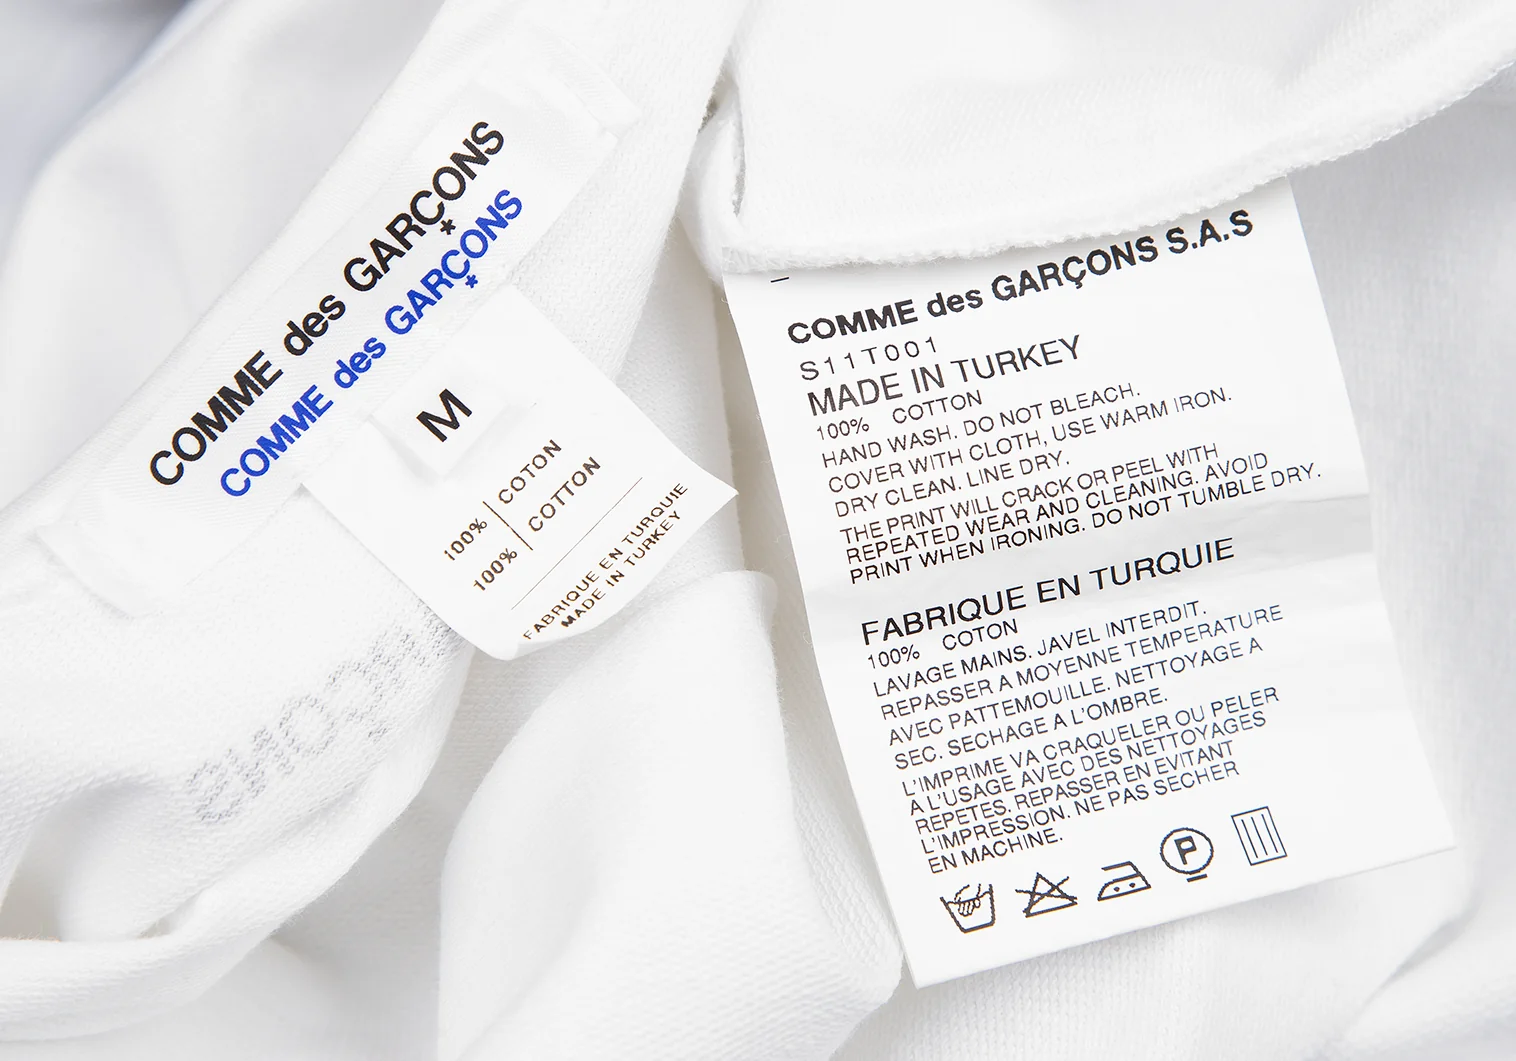 COMME des GARÇONS
COMME des GARÇONS
M
100% COTON
100% COTTON
FABRIQUE EN TURQUIE
MADE IN TURKEY
COMME des GARÇONS S.A.S
S11T001
MADE IN TURKEY
100% COTTON
HAND WASH. DO NOT BLEACH.
COVER WITH CLOTH, USE WARM IRON.
DRY CLEAN. LINE DRY.
THE PRINT WILL CRACK OR PEEL WITH
REPEATED WEAR AND CLEANING. AVOID
PRINT WHEN IRONING. DO NOT TUMBLE DRY.
FABRIQUE EN TURQUIE
100% COTON
LAVAGE MAINS. JAVEL INTERDIT.
REPASSER A MOYENNE TEMPERATURE
AVEC PATTEMOUILLE. NETTOYAGE A
SEC. SECHAGE A L'OMBRE.
L'IMPRIME VA CRAQUELER OU PELER
A L'USAGE AVEC DES NETTOYAGES
REPETES. REPASSER EN EVITANT
L'IMPRESSION. NE PAS SECHER
EN MACHINE.
P